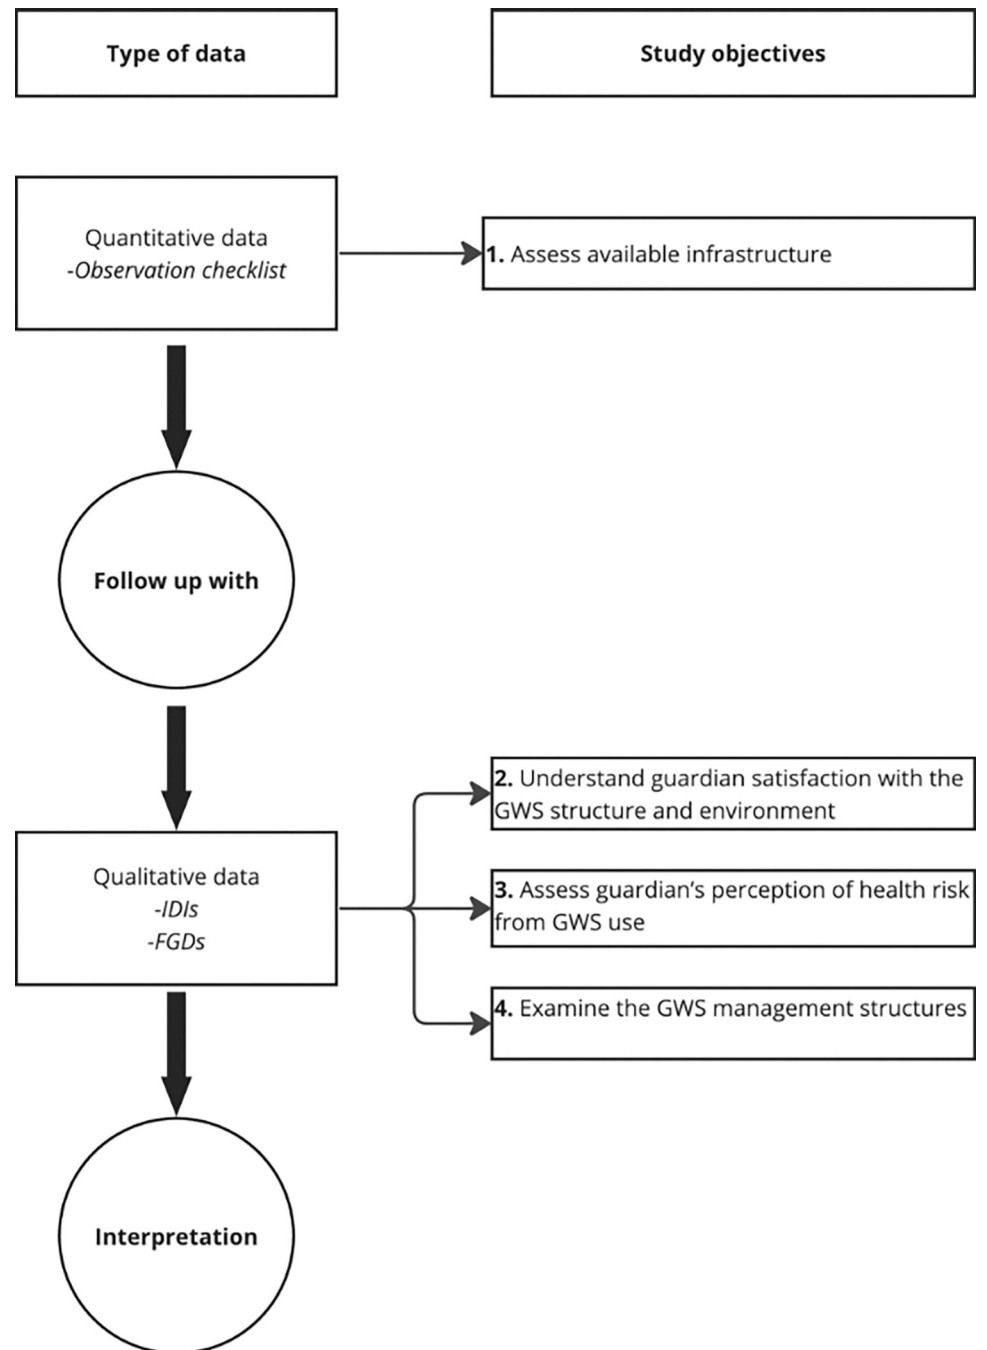 Type of data
Study objectives
Quantitative data
-Observation checklist
1. Assess available infrastructure
Follow up with
2. Understand guardian satisfaction with the
GWS structure and environment
Qualitative data
-IDIs
-FGDs
3. Assess guardian’s perception of health risk
from GWS use
4. Examine the GWS management structures
Interpretation